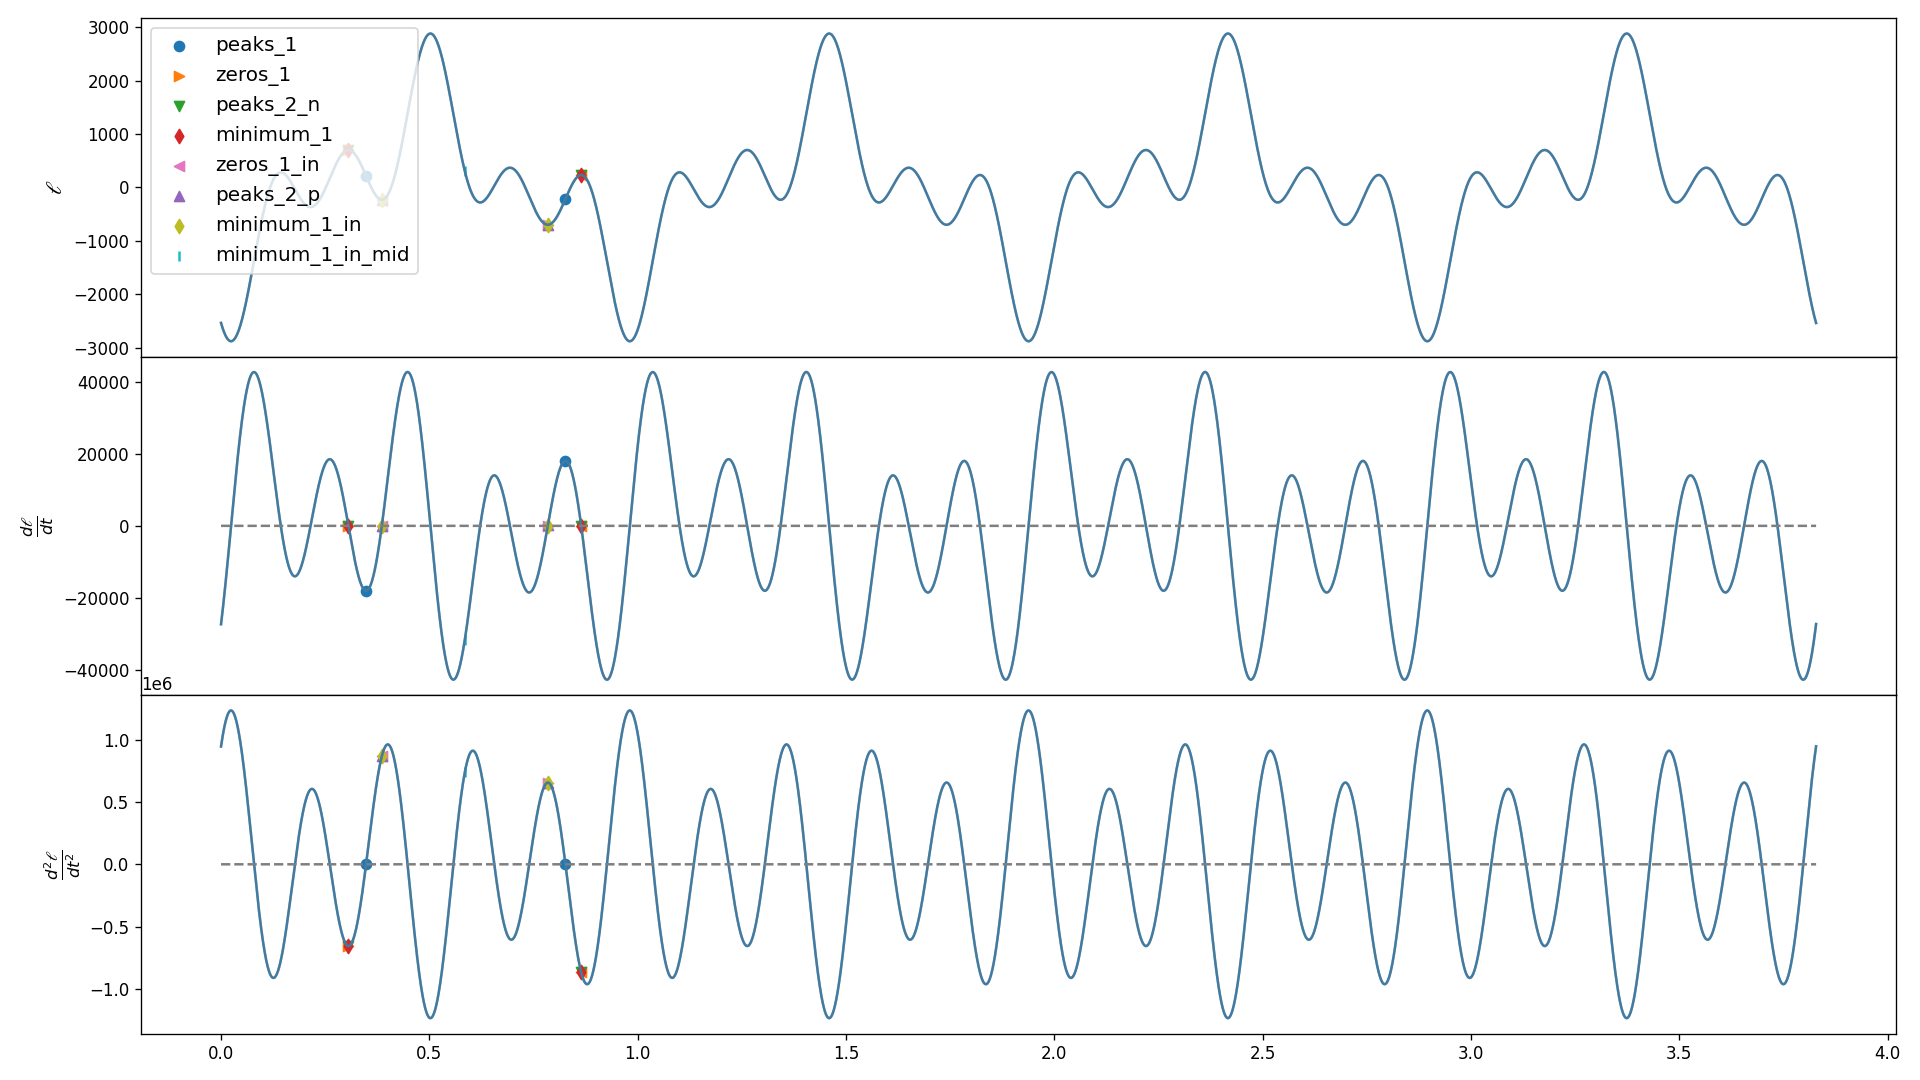 3000
2000
1000
0
−1000
−2000
−3000
ℓ
peaks_1
zeros_1
peaks_2_n
minimum_1
zeros_1_in
peaks_2_p
minimum_1_in
minimum_1_in_mid
40000
20000
0
−20000
−40000
dℓ
dt
1e6
1.0
0.5
0.0
−0.5
−1.0
d²ℓ
dt²
0.0 0.5 1.0 1.5 2.0 2.5 3.0 3.5 4.0